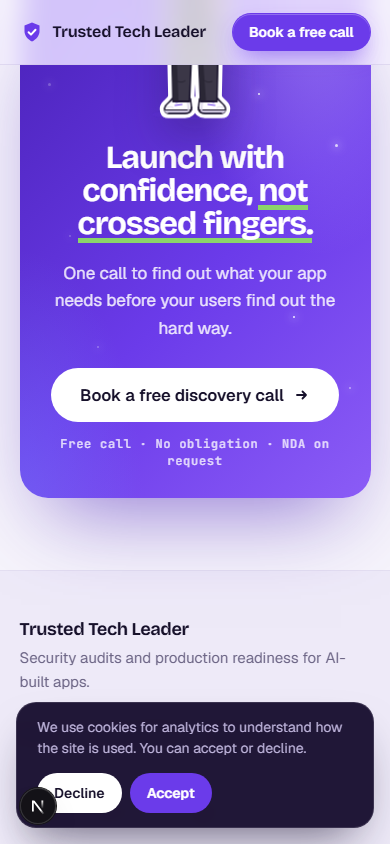 Trusted Tech Leader
Book a free call
Launch with
confidence, not
crossed fingers.
One call to find out what your app
needs before your users find out the
hard way.
Book a free discovery call →
Free call · No obligation · NDA on
request
Trusted Tech Leader
Security audits and production readiness for AI-
built apps.
We use cookies for analytics to understand how
the site is used. You can accept or decline.
N
Decline
Accept